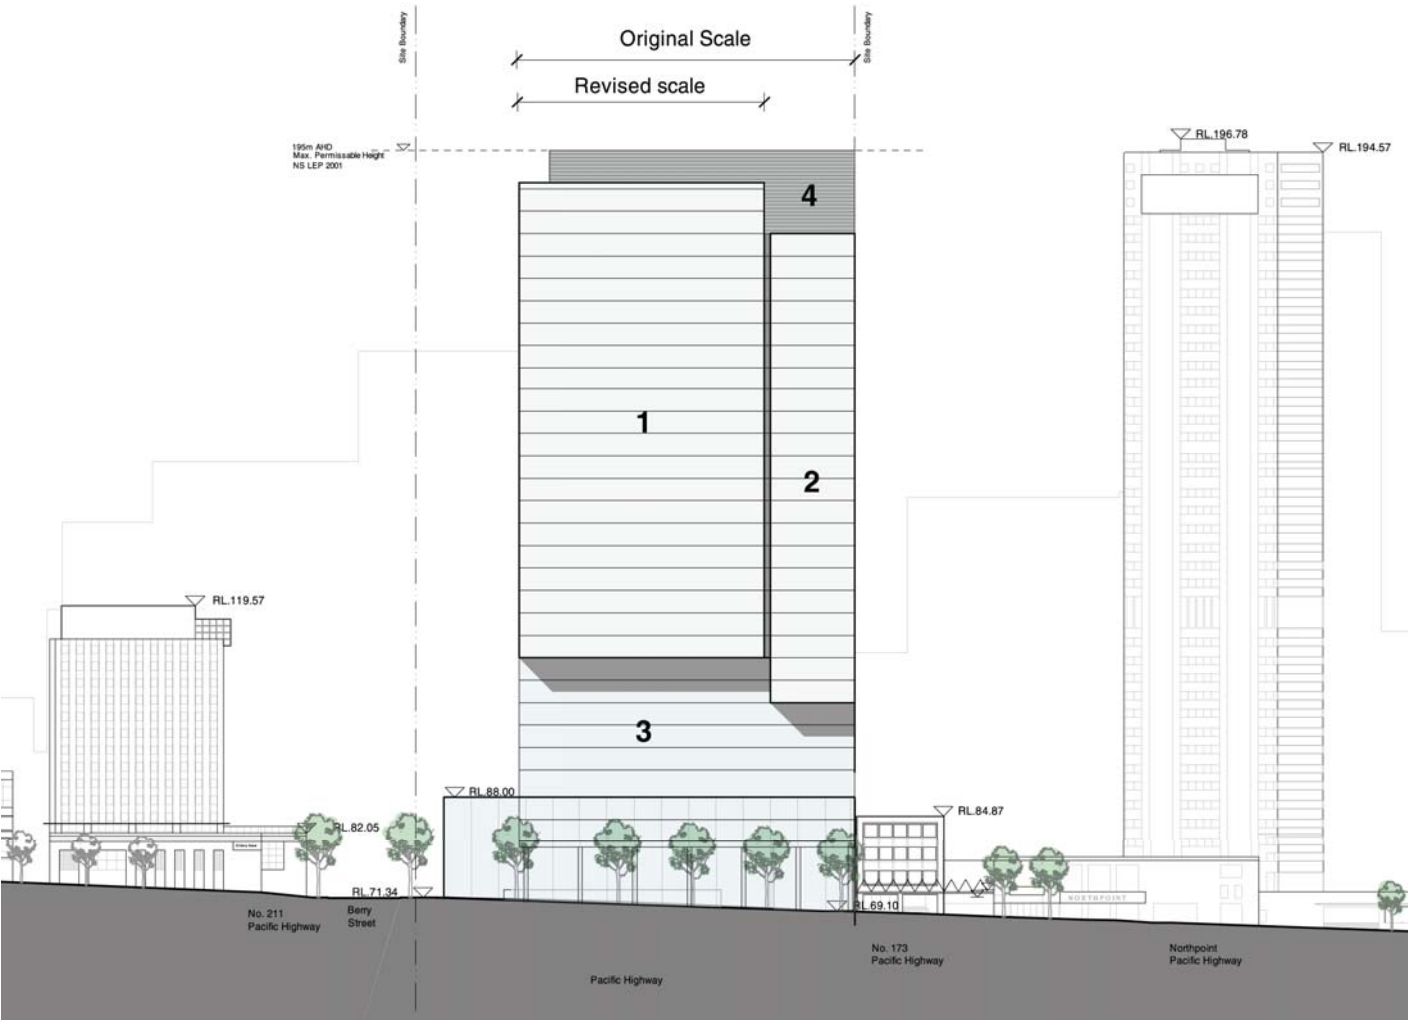 Site Boundary
Original Scale
Site Boundary
Revised scale
195m AHD
Max. Permissable Height
NS LEP 2001
RL.196.78
RL.194.57
4
1
2
RL.119.57
3
RL.88.00
RL.84.87
RL.82.05
RL.71.34
NORTHPOINT
RL.69.10
No. 211
Pacific Highway
Berry
Street
No. 173
Pacific Highway
Northpoint
Pacific Highway
Pacific Highway